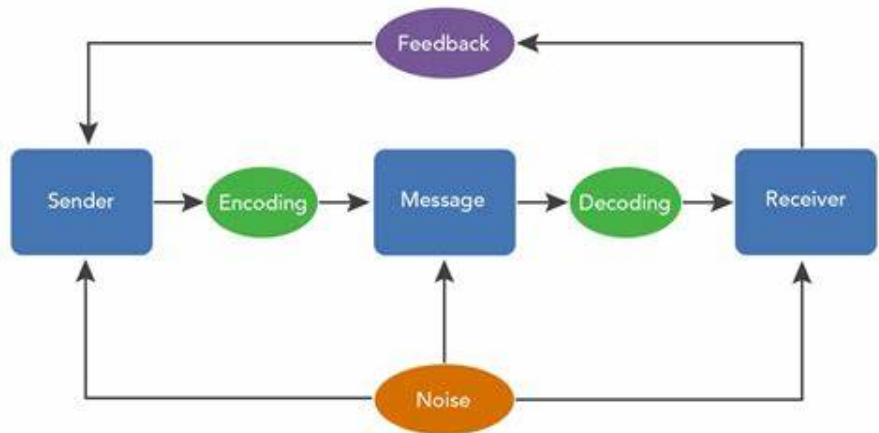 Feedback
Sender
Encoding
Message
Decoding
Receiver
Noise